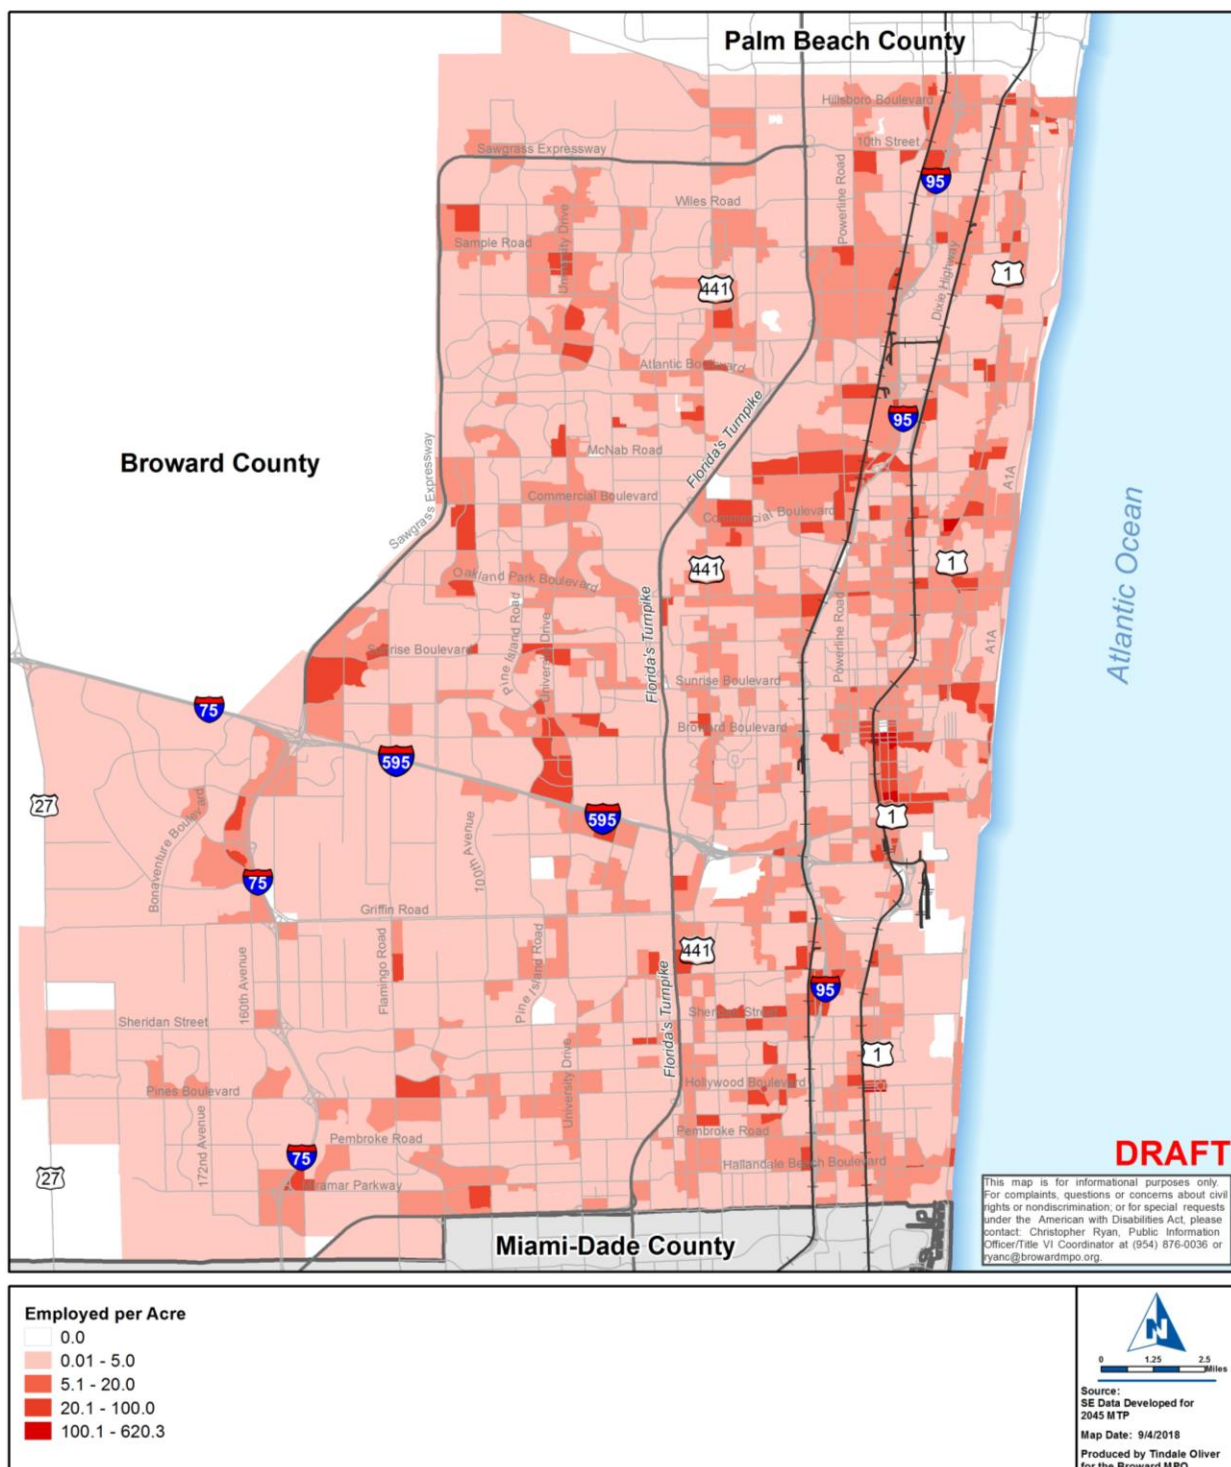 Palm Beach County
Hillsboro Boulevard
10th Street
Sawgrass Expressway
95
Powerline Road
Wiles Road
University Drive
Sample Road
1
441
Dixie Highway
Atlantic Boulevard
Florida's Turnpike
95
McNab Road
Broward County
Sawgrass Expressway
A1A
Commercial Boulevard
Commercial Boulevard
Atlantic Ocean
1
441
Oakland Park Boulevard
Pine Island Road
University Drive
Florida's Turnpike
Powerline Road
A1A
Sunrise Boulevard
Sunrise Boulevard
75
Broward Boulevard
595
27
595
1
Bonaventure Boulevard
100th Avenue
75
Griffin Road
441
Flamingo Road
Pine Island Road
160th Avenue
95
Florida's Turnpike
Sheridan Street
Sheridan Street
1
University Drive
Hollywood Boulevard
Pines Boulevard
172nd Avenue
Pembroke Road
Pembroke Road
75
Hallandale Beach Boulevard
27
Miramar Parkway
Miami-Dade County
DRAFT
This map is for informational purposes only.
For complaints, questions or concerns about civil
rights or nondiscrimination; or for special requests
under the American with Disabilities Act, please
contact: Christopher Ryan, Public Information
Officer/Title VI Coordinator at (954) 876-0036 or
ryanc@browardmpo.org.
Employed per Acre
0.0
0.01 - 5.0
5.1 - 20.0
20.1 - 100.0
100.1 - 620.3
N
0 1.25 2.5
Miles
Source:
SE Data Developed for
2045 MTP
Map Date: 9/4/2018
Produced by Tindale Oliver
for the Broward MPO